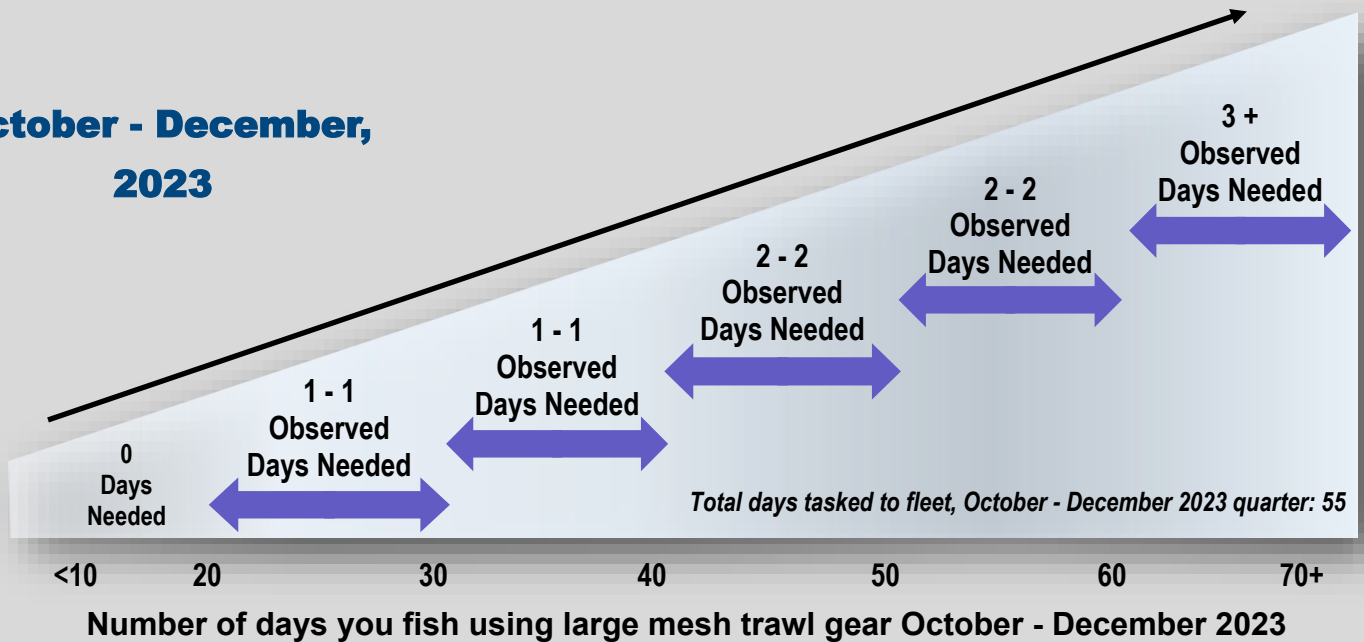 ctober - December,
2023
0
Days
Needed
1 - 1
Observed
Days Needed
1 - 1
Observed
Days Needed
2 - 2
Observed
Days Needed
2 - 2
Observed
Days Needed
3 +
Observed
Days Needed
Total days tasked to fleet, October - December 2023 quarter: 55
<10 20 30 40 50 60 70+
Number of days you fish using large mesh trawl gear October - December 2023